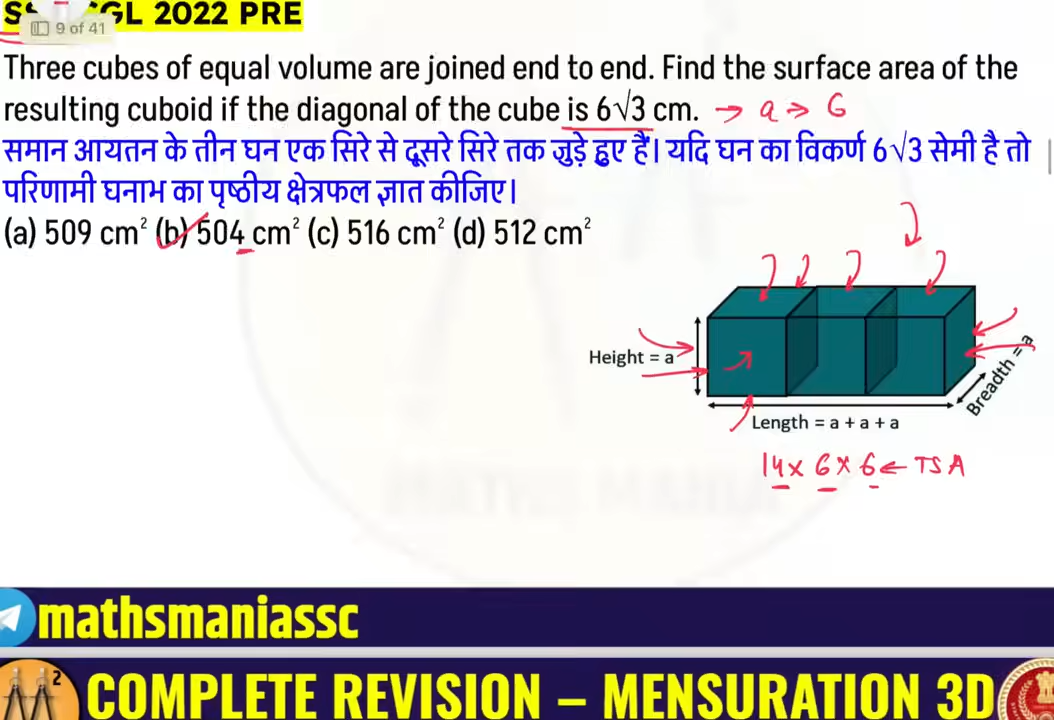 CGL 2022 PRE
9 of 41
Three cubes of equal volume are joined end to end. Find the surface area of the
resulting cuboid if the diagonal of the cube is 6√3 cm. → a ⇒ 6
समान आयतन के तीन घन एक सिरे से दूसरे सिरे तक जुड़े हुए हैं। यदि घन का विकर्ण 6√3 सेमी है तो
परिणामी घनाभ का पृष्ठीय क्षेत्रफल ज्ञात कीजिए।
(a) 509 cm² (b) 504 cm² (c) 516 cm² (d) 512 cm²
Height = a
Breadth = a
Length = a + a + a
14 × 6 × 6 ← TSA
mathsmaniassc
2
COMPLETE REVISION – MENSURATION 3D